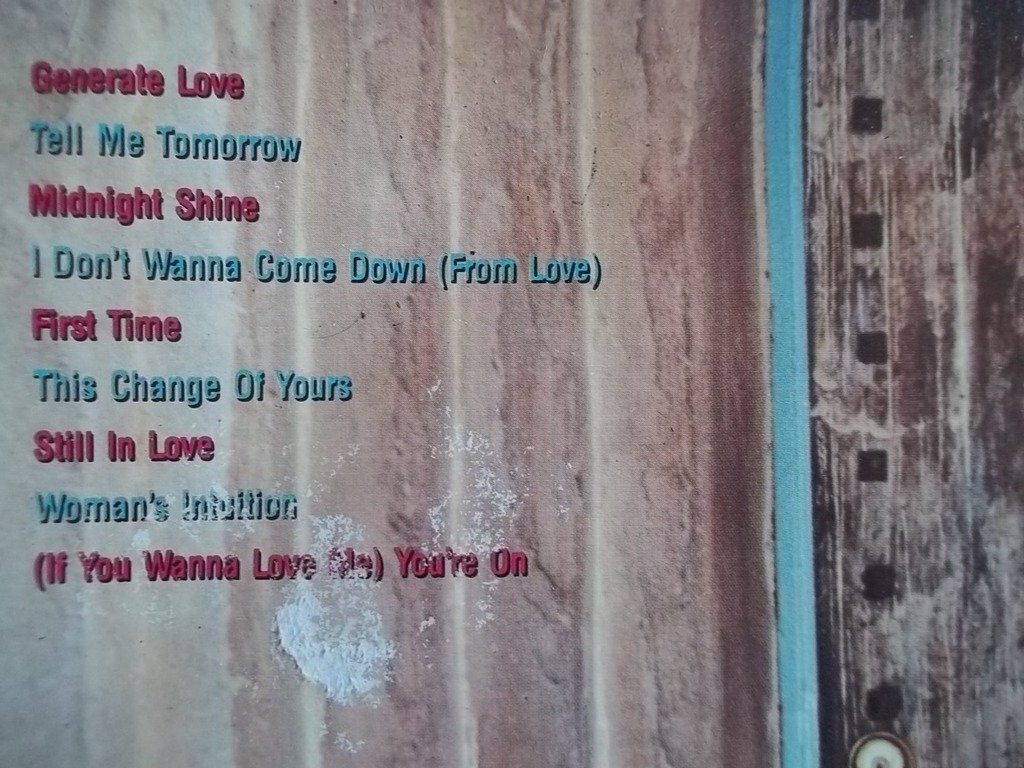 Generate Love
Tell Me Tomorrow
Midnight Shine
I Don't Wanna Come Down (From Love)
First Time
This Change Of Yours
Still In Love
Woman's Intuition
(If You Wanna Love Me) You're On